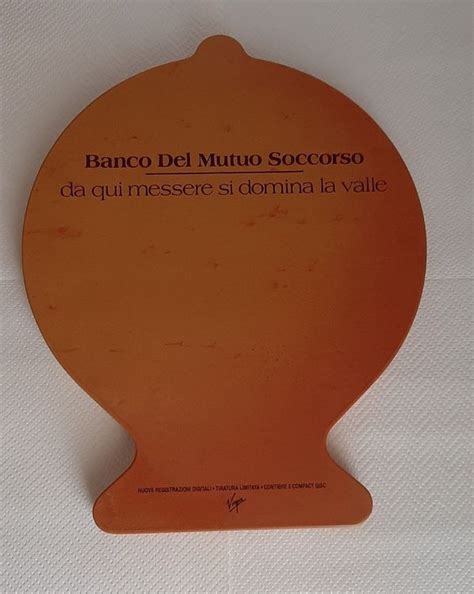 Banco Del Mutuo Soccorso
da qui messere si domina la valle
NUOVE REGISTRAZIONI DIGITALI • TIRATURA LIMITATA • CONTIENE 2 COMPACT DISC
Virgin